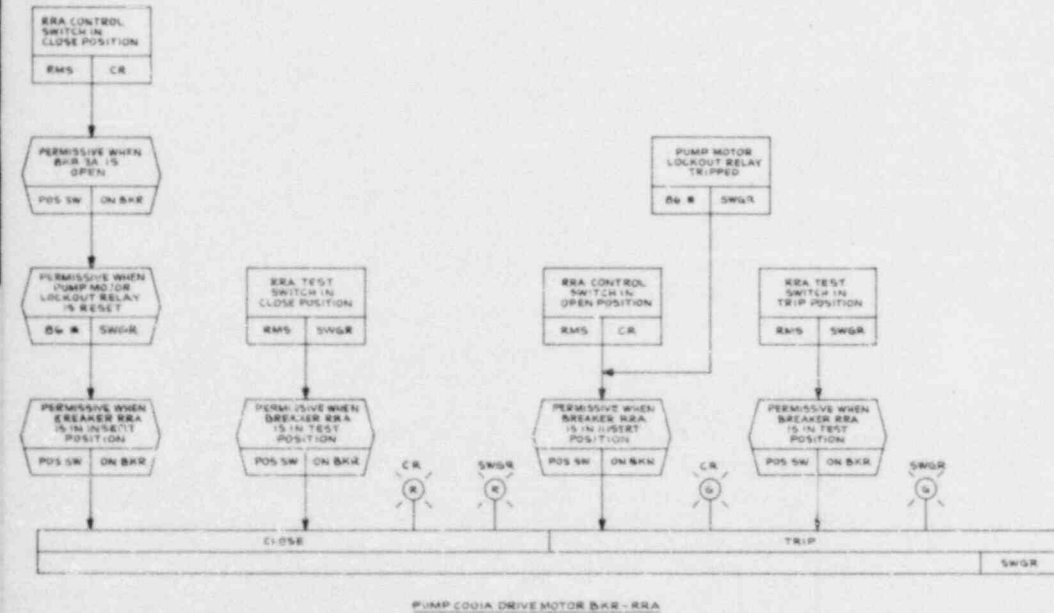 RRA CONTROL
SWITCH IN
CLOSE POSITION
RMS CR
PERMISSIVE WHEN
BKR 3A IS
OPEN
POS SW ON BKR
PERMISSIVE WHEN
PUMP MOTOR
LOCKOUT RELAY
IS RESET
86 * SWGR
PERMISSIVE WHEN
BREAKER RRA
IS IN INSERT
POSITION
POS SW ON BKR
RRA TEST
SWITCH IN
CLOSE POSITION
RMS SWGR
PERMISSIVE WHEN
BREAKER RRA
IS IN TEST
POSITION
POS SW ON BKR
CR
R
SWGR
R
PUMP MOTOR
LOCKOUT RELAY
TRIPPED
86 * SWGR
RRA CONTROL
SWITCH IN
OPEN POSITION
RMS CR
PERMISSIVE WHEN
BREAKER RRA
IS IN INSERT
POSITION
POS SW ON BKR
CR
G
RRA TEST
SWITCH IN
TRIP POSITION
RMS SWGR
PERMISSIVE WHEN
BREAKER RRA
IS IN TEST
POSITION
POS SW ON BKR
SWGR
G
CLOSE TRIP
SWGR
PUMP C001A DRIVE MOTOR BKR - RRA